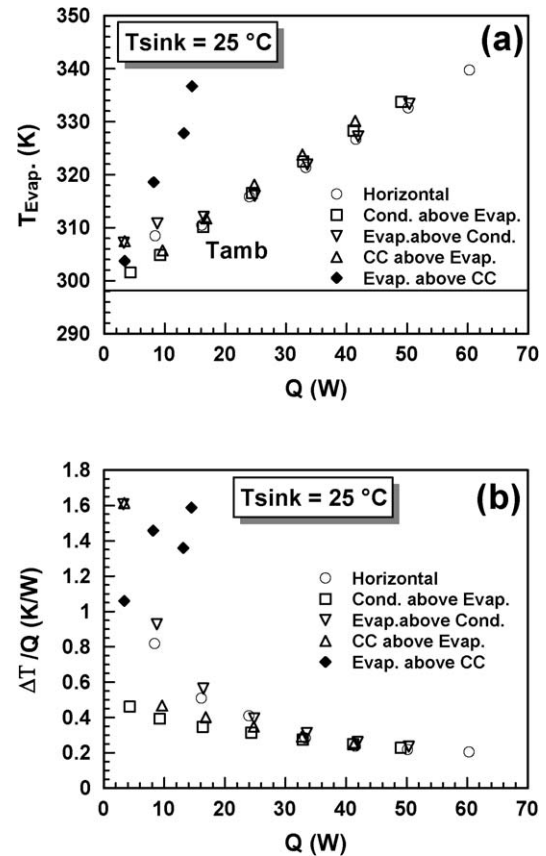 350
340
330
320
310
300
290
T_Evap. (K)
Tsink = 25 °C
(a)
Horizontal
Cond. above Evap.
Evap.above Cond.
CC above Evap.
Evap. above CC
Tamb
0 10 20 30 40 50 60 70
Q (W)
1.8
1.6
1.4
1.2
1
0.8
0.6
0.4
0.2
0
ΔT /Q (K/W)
Tsink = 25 °C
(b)
Horizontal
Cond. above Evap.
Evap.above Cond.
CC above Evap.
Evap. above CC
0 10 20 30 40 50 60 70
Q (W)